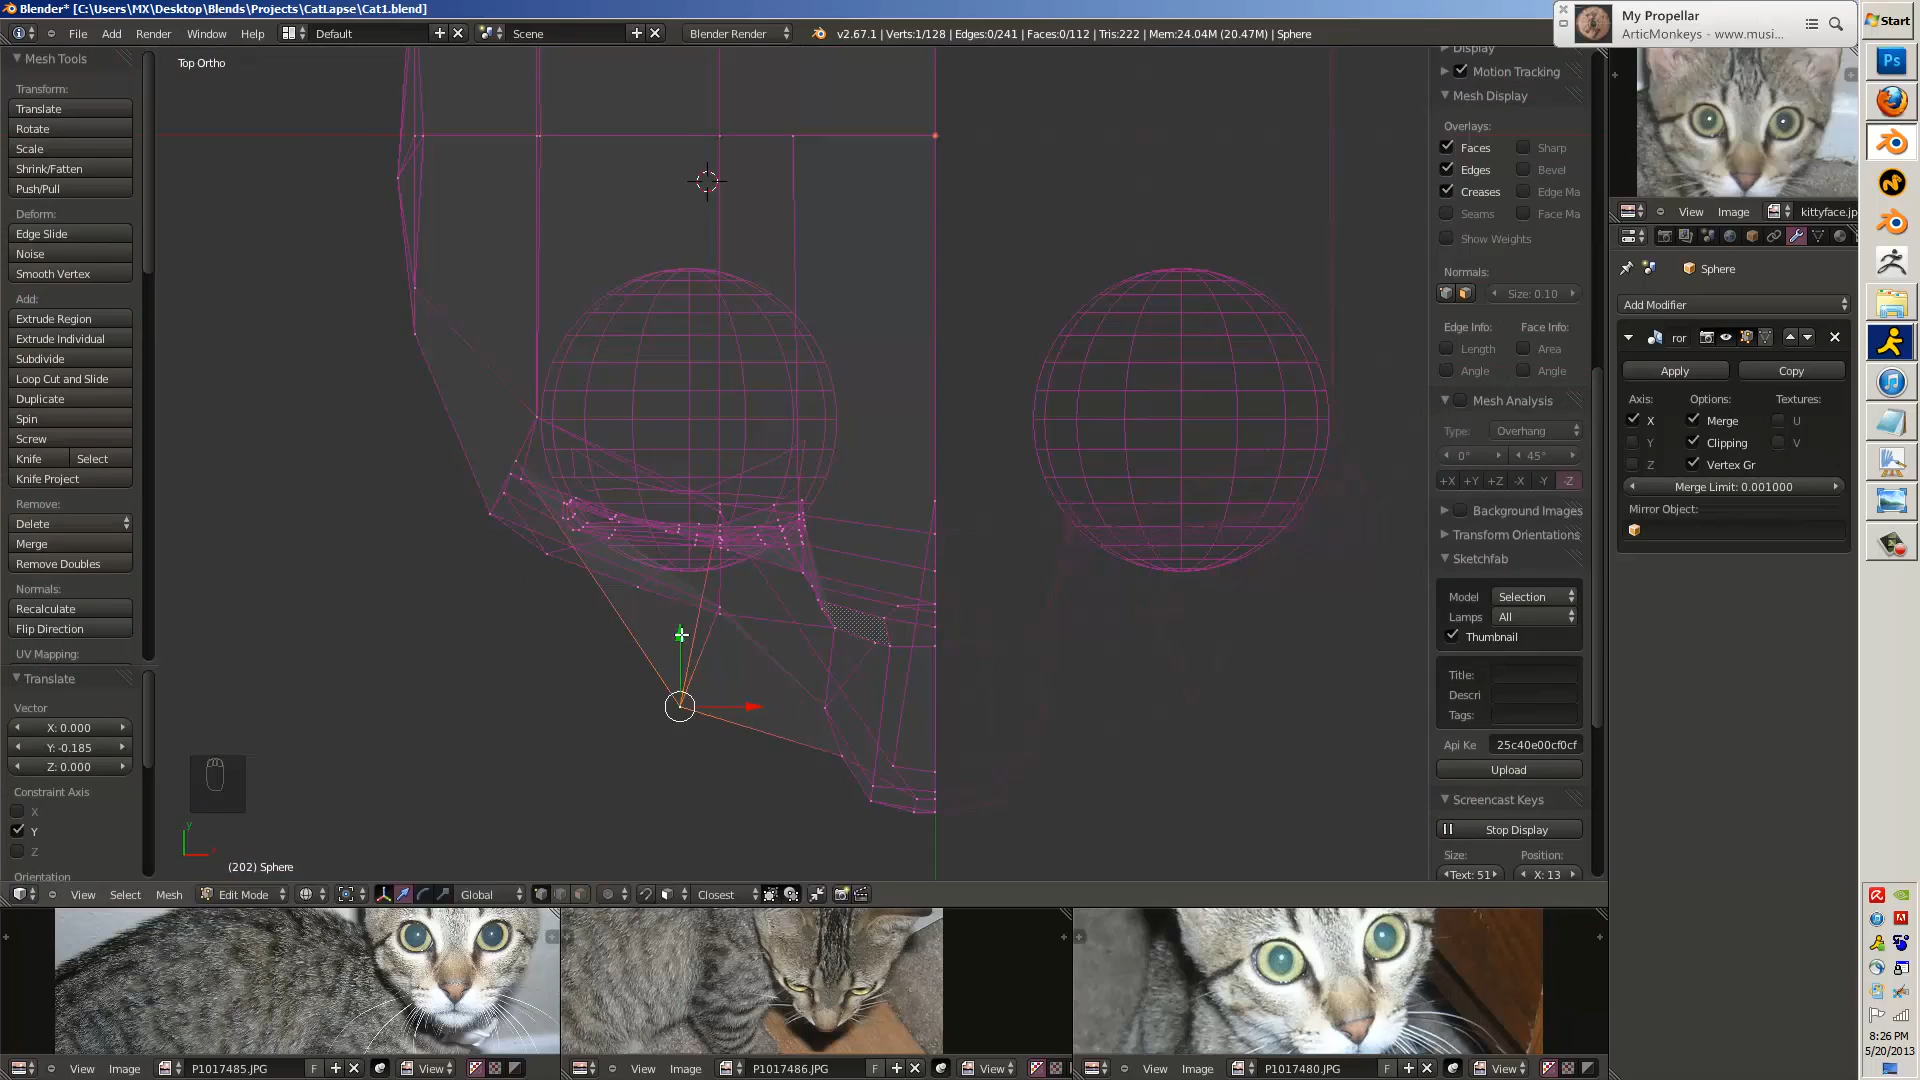 Blender* [C:\Users\MX\Desktop\Blends\Projects\CatLapse\Cat1.blend]
File Add Render Window Help Default Scene Blender Render v2.67.1 | Verts:1/128 | Edges:0/241 | Faces:0/112 | Tris:222 | Mem:24.04M (20.47M) | Sphere
My Propellar
ArticMonkeys - www.musi...
Start
Mesh Tools
Transform:
Translate
Rotate
Scale
Shrink/Fatten
Push/Pull
Deform:
Edge Slide
Noise
Smooth Vertex
Add:
Extrude Region
Extrude Individual
Subdivide
Loop Cut and Slide
Duplicate
Spin
Screw
Knife Select
Knife Project
Remove:
Delete
Merge
Remove Doubles
Normals:
Recalculate
Flip Direction
UV Mapping:
Translate
Vector
X: 0.000
Y: -0.185
Z: 0.000
Constraint Axis
X
Y
Z
Orientation
Top Ortho
y
(202) Sphere
View Select Mesh Edit Mode Global Closest
Display
Motion Tracking
Mesh Display
Overlays:
Faces Sharp
Edges Bevel
Creases Edge Ma
Seams Face Ma
Show Weights
Normals:
Size: 0.10
Edge Info: Face Info:
Length Area
Angle Angle
Mesh Analysis
Type: Overhang
0° 45°
+X +Y +Z -X -Y -Z
Background Images
Transform Orientations
Sketchfab
Model Selection
Lamps All
Thumbnail
Title:
Descri
Tags:
Api Ke 25c40e00cf0cf
Upload
Screencast Keys
Stop Display
Size: Position:
Text: 51 X: 13
View Image kittyface.jp
Sphere
Add Modifier
ror
Apply Copy
Axis: Options: Textures:
X Merge U
Y Clipping V
Z Vertex Gr
Merge Limit: 0.001000
Mirror Object:
Ps
8:26 PM
5/20/2013
View Image P1017485.JPG F View
View Image P1017486.JPG F View
View Image P1017480.JPG F View